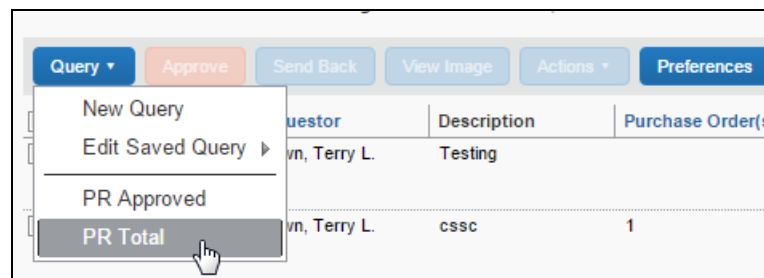 Query Approve Send Back View Image Actions Preferences
New Query
uestor Description Purchase Order(s
Edit Saved Query
wn, Terry L. Testing
PR Approved
PR Total
wn, Terry L. cssc 1